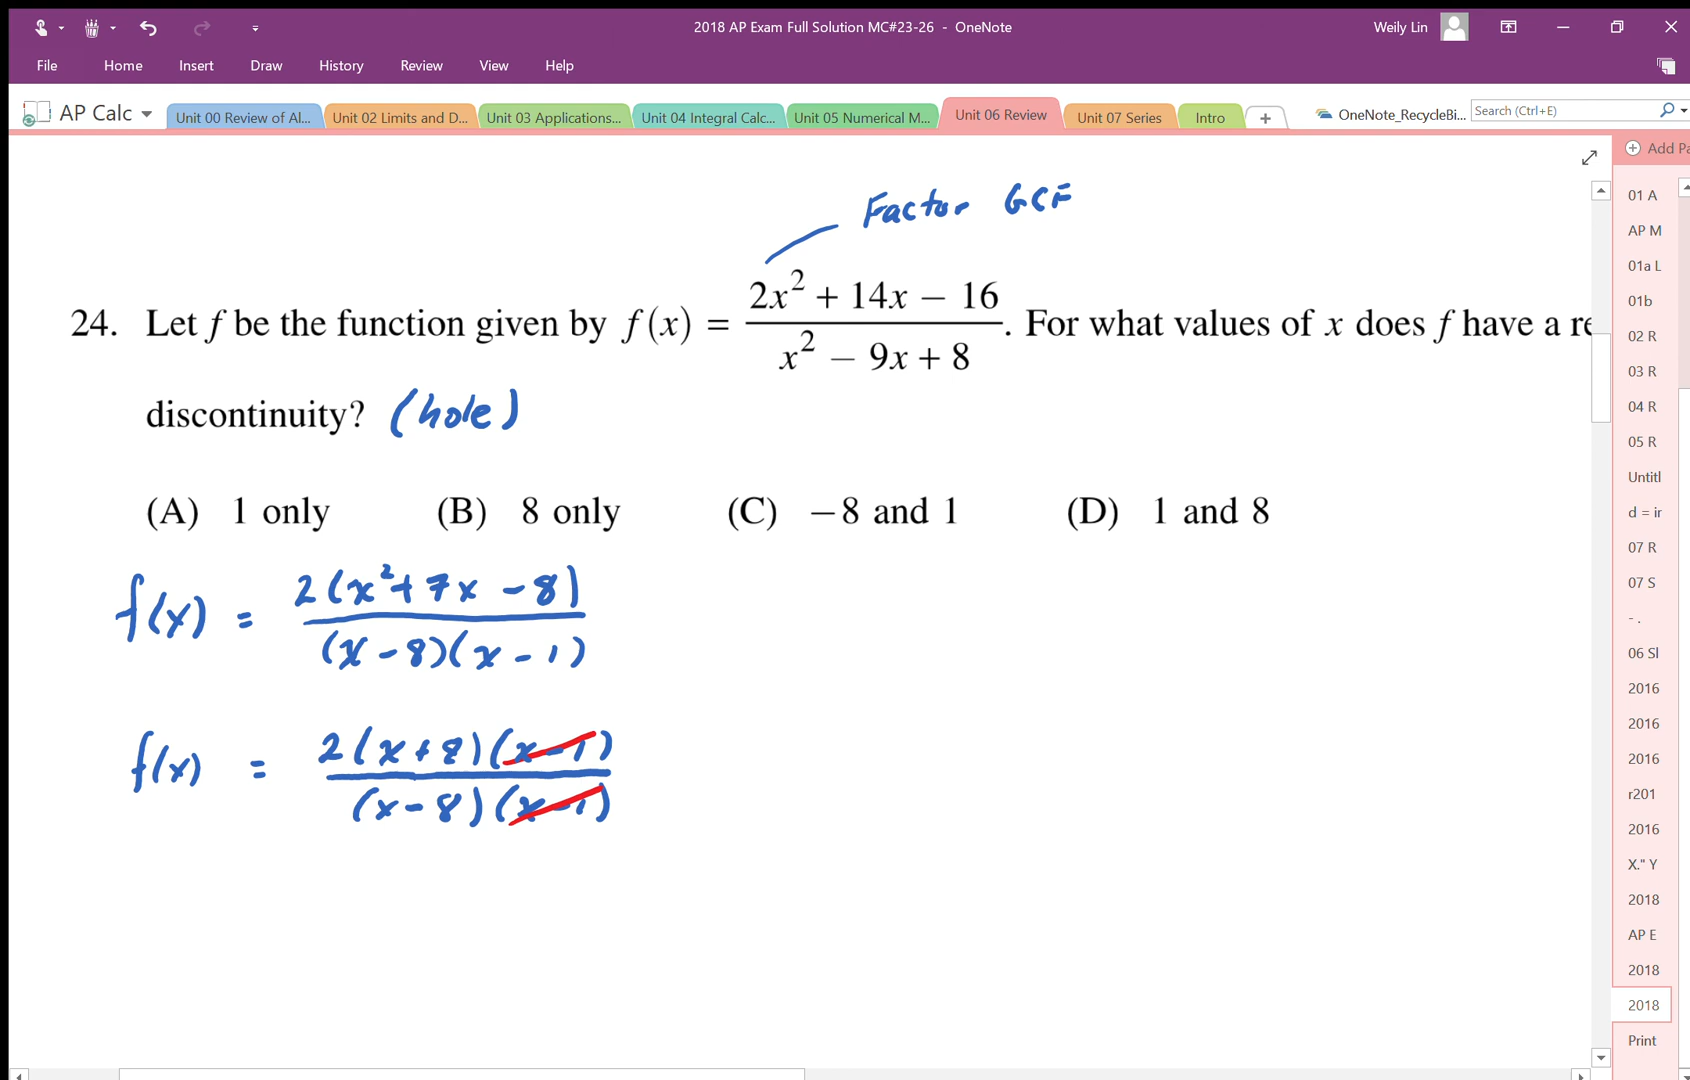 2018 AP Exam Full Solution MC#23-26 - OneNote
Weily Lin
File Home Insert Draw History Review View Help
AP Calc
Unit 00 Review of Al...
Unit 02 Limits and D...
Unit 03 Applications...
Unit 04 Integral Calc...
Unit 05 Numerical M...
Unit 06 Review
Unit 07 Series
Intro
+
OneNote_RecycleBi...
Search (Ctrl+E)
Add Pa
Factor GCF
24. Let f be the function given by f(x) = (2x² + 14x − 16)/(x² − 9x + 8). For what values of x does f have a re
discontinuity? (hole)
(A) 1 only (B) 8 only (C) −8 and 1 (D) 1 and 8
f(x) = 2(x²+7x-8)/((x-8)(x-1))
f(x) = 2(x+8)(x-1)/((x-8)(x-1))
01 A
AP M
01a L
01b
02 R
03 R
04 R
05 R
Untitl
d = ir
07 R
07 S
- .
06 Sl
2016
2016
2016
r201
2016
X." Y
2018
AP E
2018
2018
Print